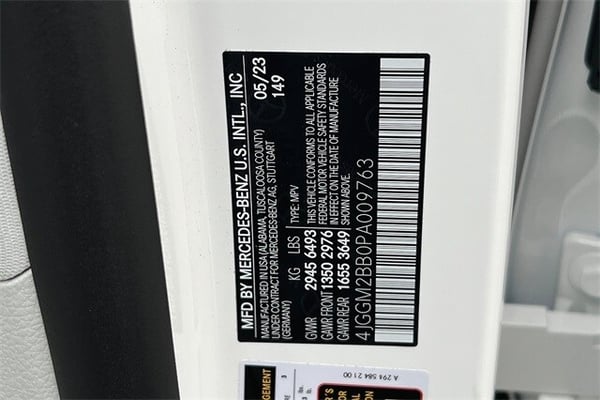 MFD BY MERCEDES-BENZ U.S. INTL., INC
MANUFACTURED IN USA (ALABAMA, TUSCALOOSA COUNTY)
UNDER CONTRACT FOR MERCEDES-BENZ AG, STUTTGART
(GERMANY)
05/23
149
KG LBS
GVWR 2945 6493
GAWR FRONT 1350 2976
GAWR REAR 1655 3649
TYPE: MPV
THIS VEHICLE CONFORMS TO ALL APPLICABLE
FEDERAL MOTOR VEHICLE SAFETY STANDARDS
IN EFFECT ON THE DATE OF MANUFACTURE
SHOWN ABOVE.
4JGGM2BB0PA009763
A 294 584 21 00